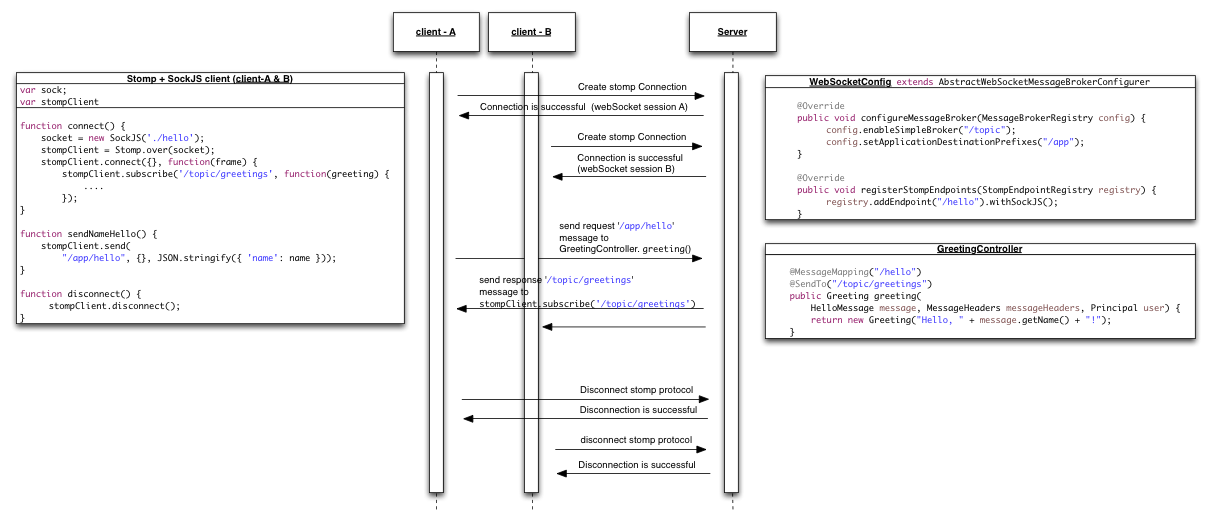 client - A
client - B
Server
Stomp + SockJS client (client-A & B)
var sock;
var stompClient
function connect() {
socket = new SockJS('./hello');
stompClient = Stomp.over(socket);
stompClient.connect({}, function(frame) {
stompClient.subscribe('/topic/greetings', function(greeting) {
....
});
}
function sendNameHello() {
stompClient.send(
"/app/hello", {}, JSON.stringify({ 'name': name }));
}
function disconnect() {
stompClient.disconnect();
}
Create stomp Connection
Connection is successful (webSocket session A)
Create stomp Connection
Connection is successful
(webSocket session B)
send request '/app/hello'
message to
GreetingController. greeting()
send response '/topic/greetings'
message to
stompClient.subscribe('/topic/greetings')
Disconnect stomp protocol
Disconnection is successful
disconnect stomp protocol
Disconnection is successful
WebSocketConfig extends AbstractWebSocketMessageBrokerConfigurer
@Override
public void configureMessageBroker(MessageBrokerRegistry config) {
config.enableSimpleBroker("/topic");
config.setApplicationDestinationPrefixes("/app");
}
@Override
public void registerStompEndpoints(StompEndpointRegistry registry) {
registry.addEndpoint("/hello").withSockJS();
}
GreetingController
@MessageMapping("/hello")
@SendTo("/topic/greetings")
public Greeting greeting(
HelloMessage message, MessageHeaders messageHeaders, Principal user) {
return new Greeting("Hello, " + message.getName() + "!");
}